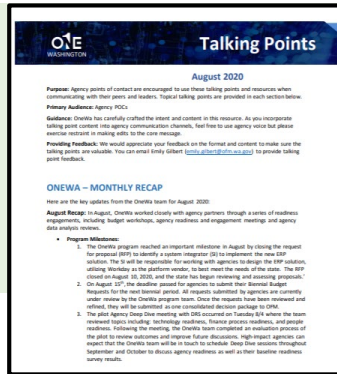 ONE
WASHINGTON
Talking Points
August 2020
Purpose: Agency points of contact are encouraged to use these talking points and resources when
communicating with their peers and leaders. Topical talking points are provided in each section below.
Primary Audience: Agency POCs
Guidance: OneWa has carefully crafted the intent and content in this resource. As you incorporate
talking point content into agency communication channels, feel free to use agency voice but please
exercise restraint in making edits to the core message.
Providing Feedback: We would appreciate your feedback on the format and content to make sure the
talking points are valuable. You can email Emily Gilbert (emily.gilbert@ofm.wa.gov) to provide talking
point feedback.
ONEWA – MONTHLY RECAP
Here are the key updates from the OneWa team for August 2020:
August Recap: In August, OneWa worked closely with agency partners through a series of readiness
engagements, including budget workshops, agency readiness and engagement meetings and agency
data analysis reviews.
• Program Milestones:
1. The OneWa program reached an important milestone in August by closing the request
for proposal (RFP) to identify a system integrator (SI) to implement the new ERP
solution. The SI will be responsible for working with agencies to design the ERP solution,
utilizing Workday as the platform vendor, to best meet the needs of the state. The RFP
closed on August 10, 2020, and the state has begun reviewing and assessing proposals.
2. On August 15th, the deadline passed for agencies to submit their Biennial Budget
Requests for the next biennial period. All requests submitted by agencies are currently
under review by the OneWa program team. Once the requests have been reviewed and
refined, they will be submitted as one consolidated decision package to OFM.
3. The pilot Agency Deep Dive meeting with DRS occurred on Tuesday 8/4 where the team
reviewed topics including: technology readiness, finance process readiness, and people
readiness. Following the meeting, the OneWa team completed an evaluation process of
the pilot to review outcomes and improve future discussions. High-impact agencies can
expect that the OneWa team will be in touch to schedule Deep Dive sessions throughout
September and October to discuss agency readiness as well as their baseline readiness
survey results.